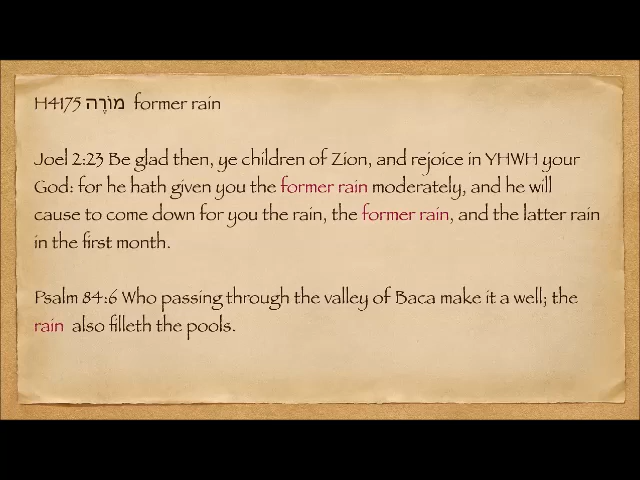 H4175 מוֹרֶה former rain
Joel 2:23 Be glad then, ye children of Zion, and rejoice in YHWH your
God: for he hath given you the former rain moderately, and he will
cause to come down for you the rain, the former rain, and the latter rain
in the first month.
Psalm 84:6 Who passing through the valley of Baca make it a well; the
rain also filleth the pools.